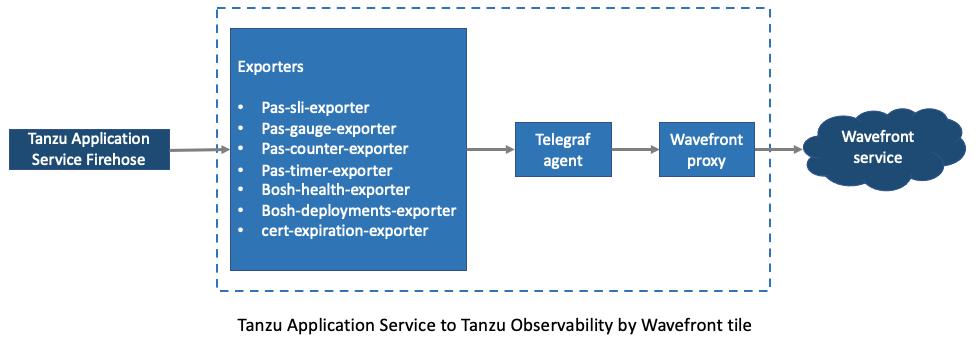 Exporters
• Pas-sli-exporter
• Pas-gauge-exporter
• Pas-counter-exporter
• Pas-timer-exporter
• Bosh-health-exporter
• Bosh-deployments-exporter
• cert-expiration-exporter
Tanzu Application
Service Firehose
Telegraf
agent
Wavefront
proxy
Wavefront
service
Tanzu Application Service to Tanzu Observability by Wavefront tile